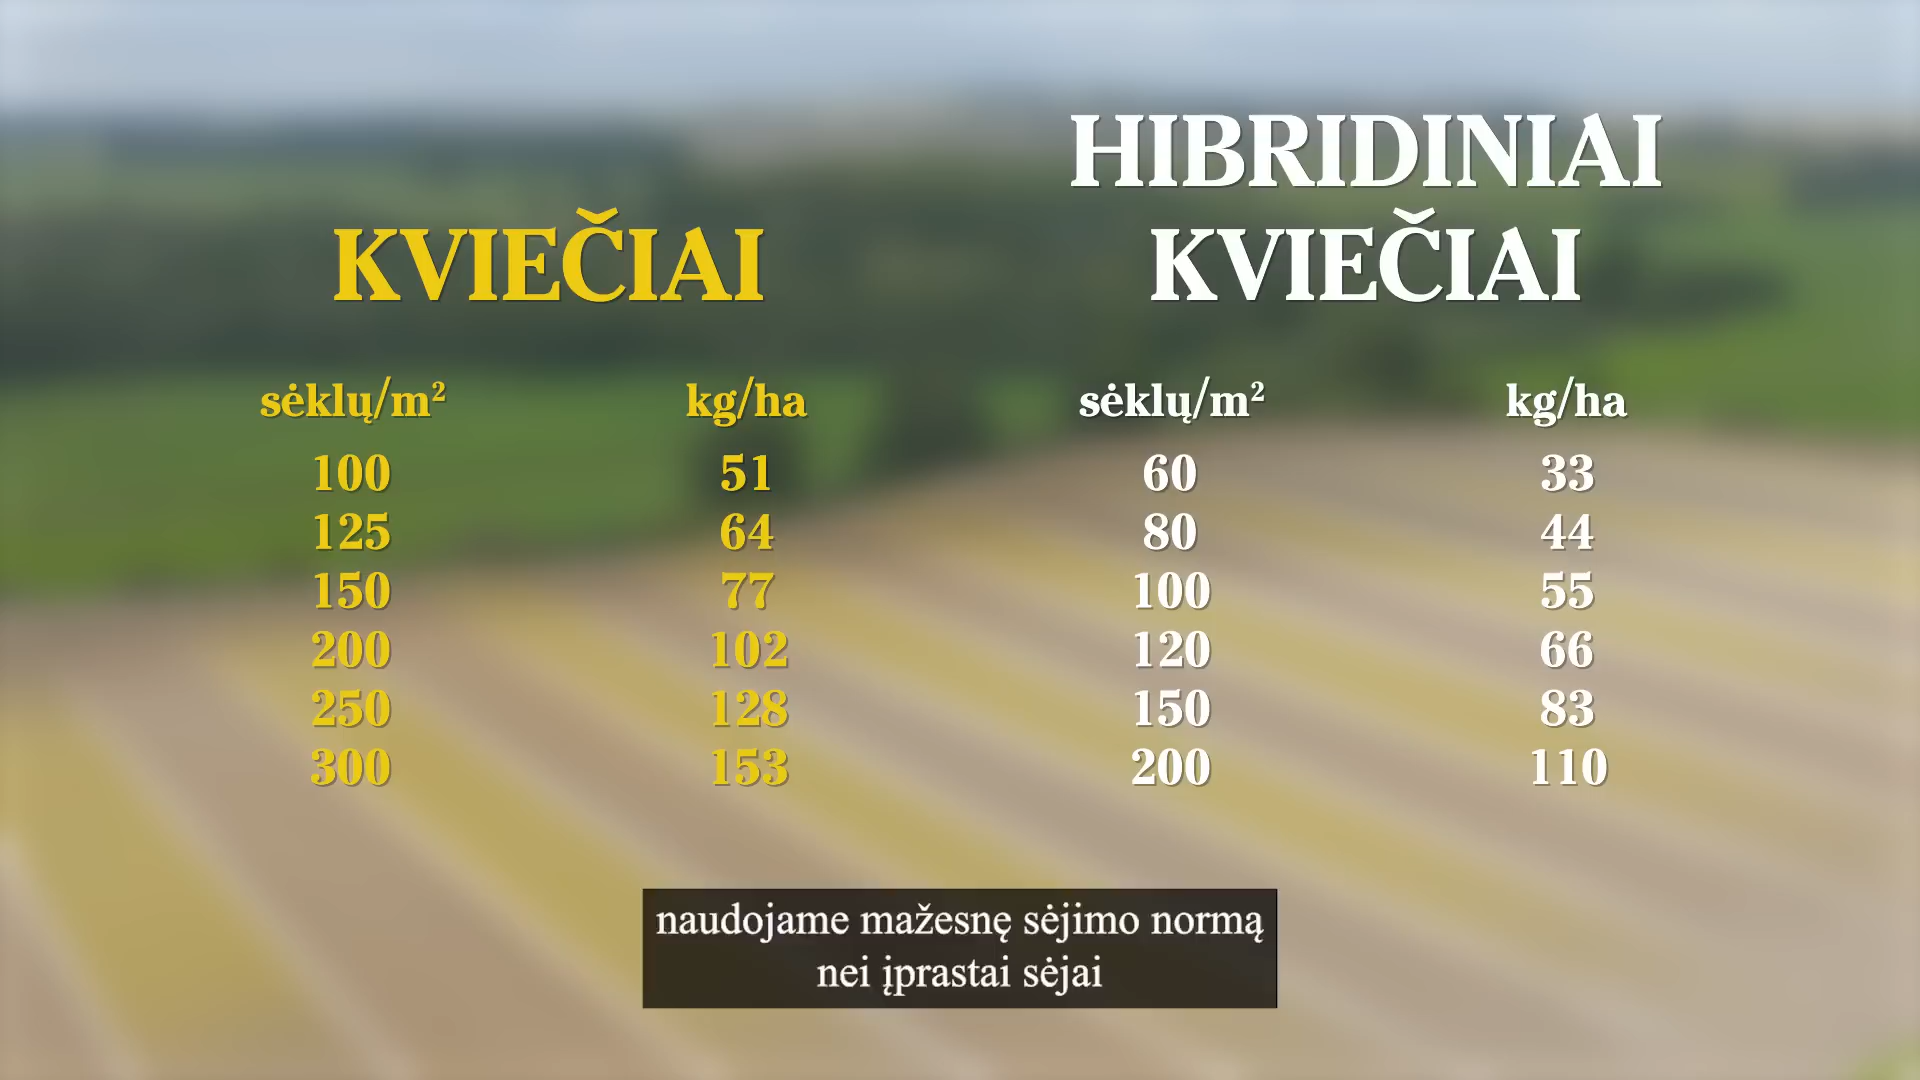 KVIEČIAI
sėklų/m² kg/ha
100 51
125 64
150 77
200 102
250 128
300 153
HIBRIDINIAI
KVIEČIAI
sėklų/m² kg/ha
60 33
80 44
100 55
120 66
150 83
200 110
naudojame mažesnę sėjimo normą
nei įprastai sėjai